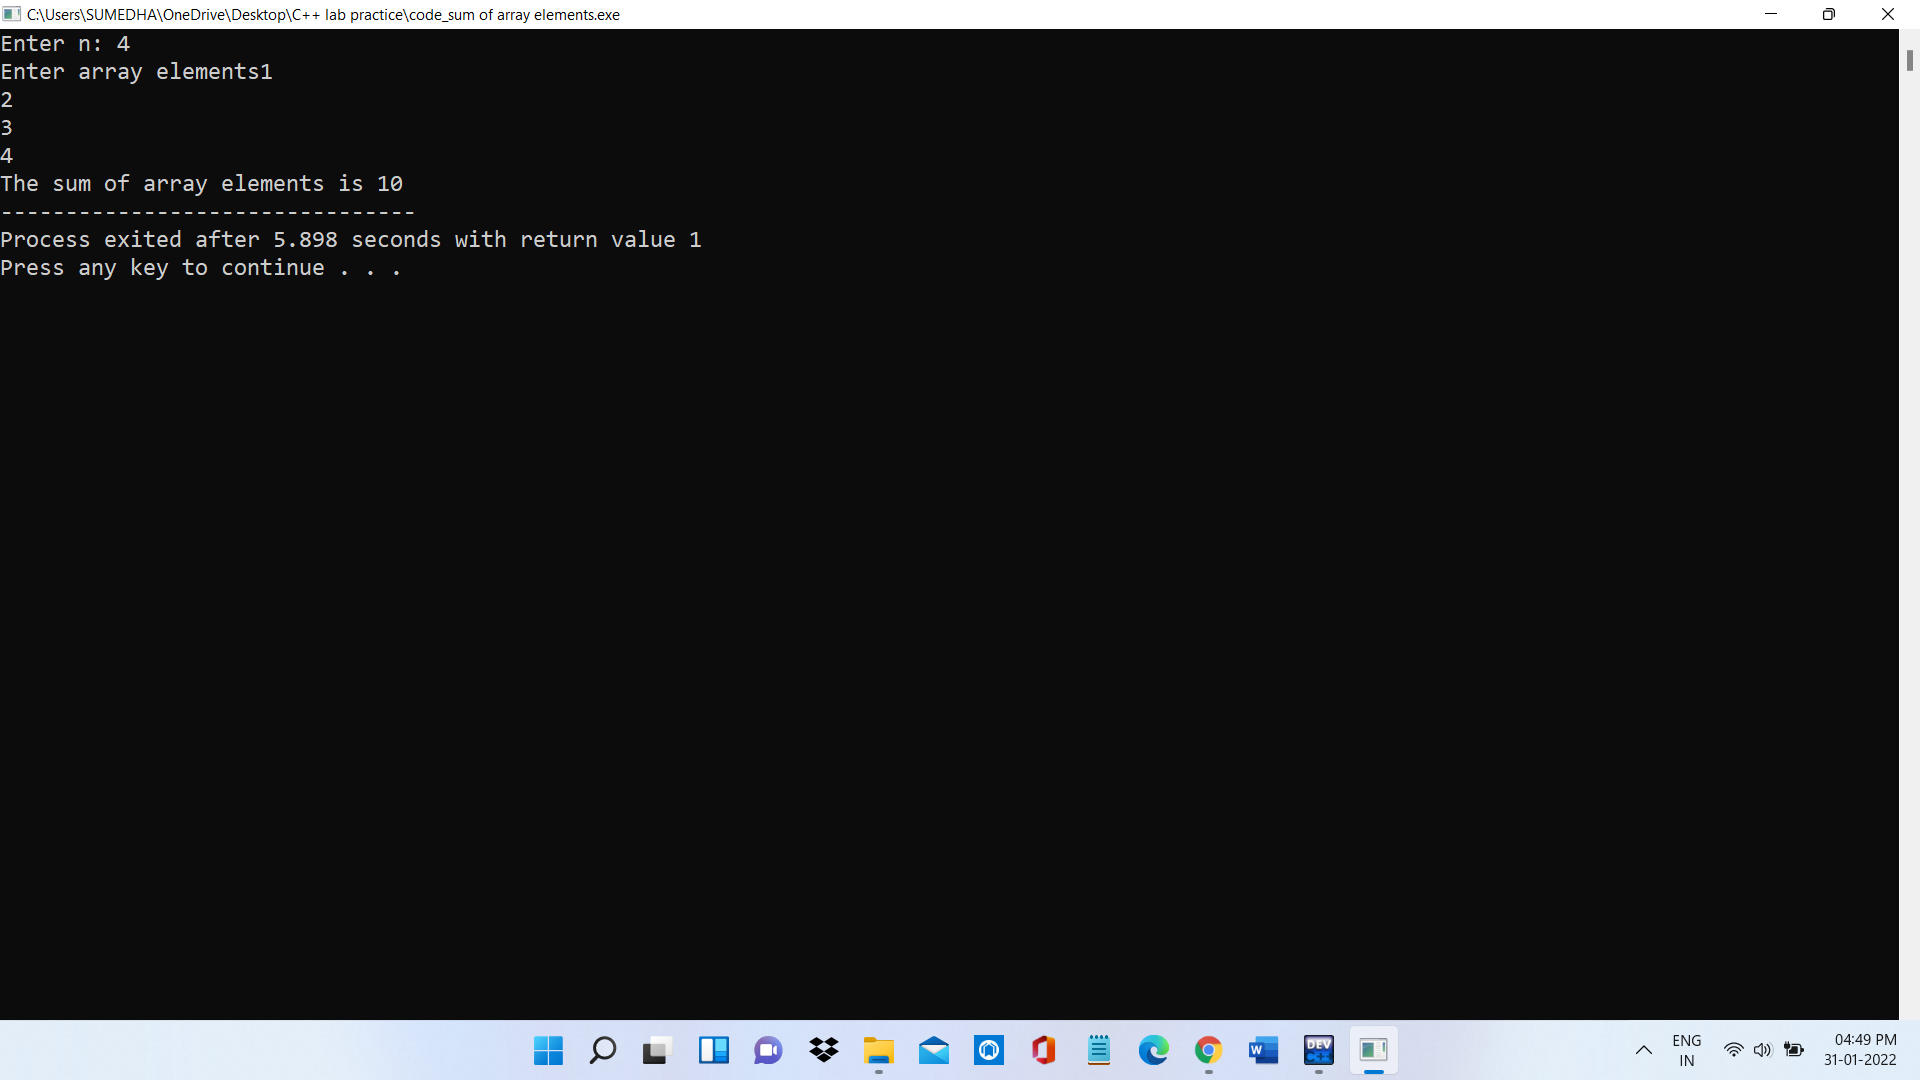 C:\Users\SUMEDHA\OneDrive\Desktop\C++ lab practice\code_sum of array elements.exe
Enter n: 4
Enter array elements1
2
3
4
The sum of array elements is 10
--------------------------------
Process exited after 5.898 seconds with return value 1
Press any key to continue . . .
W
DEV
C++
ENG
IN
04:49 PM
31-01-2022